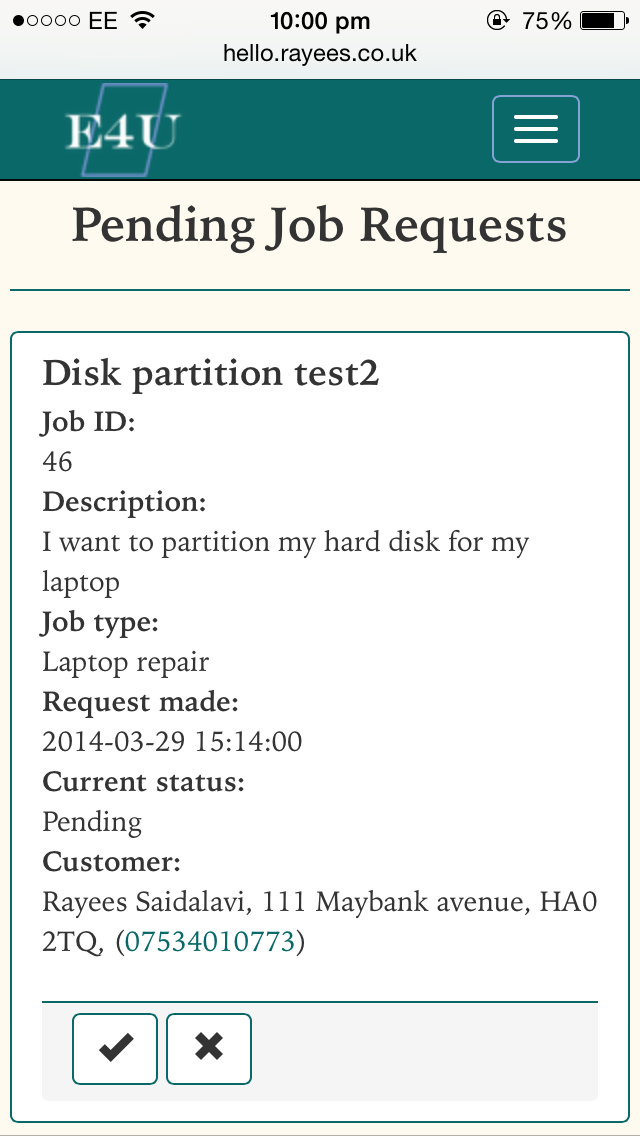 EE 10:00 pm 75%
hello.rayees.co.uk
E4U
Pending Job Requests
Disk partition test2
Job ID:
46
Description:
I want to partition my hard disk for my
laptop
Job type:
Laptop repair
Request made:
2014-03-29 15:14:00
Current status:
Pending
Customer:
Rayees Saidalavi, 111 Maybank avenue, HA0
2TQ, (07534010773)